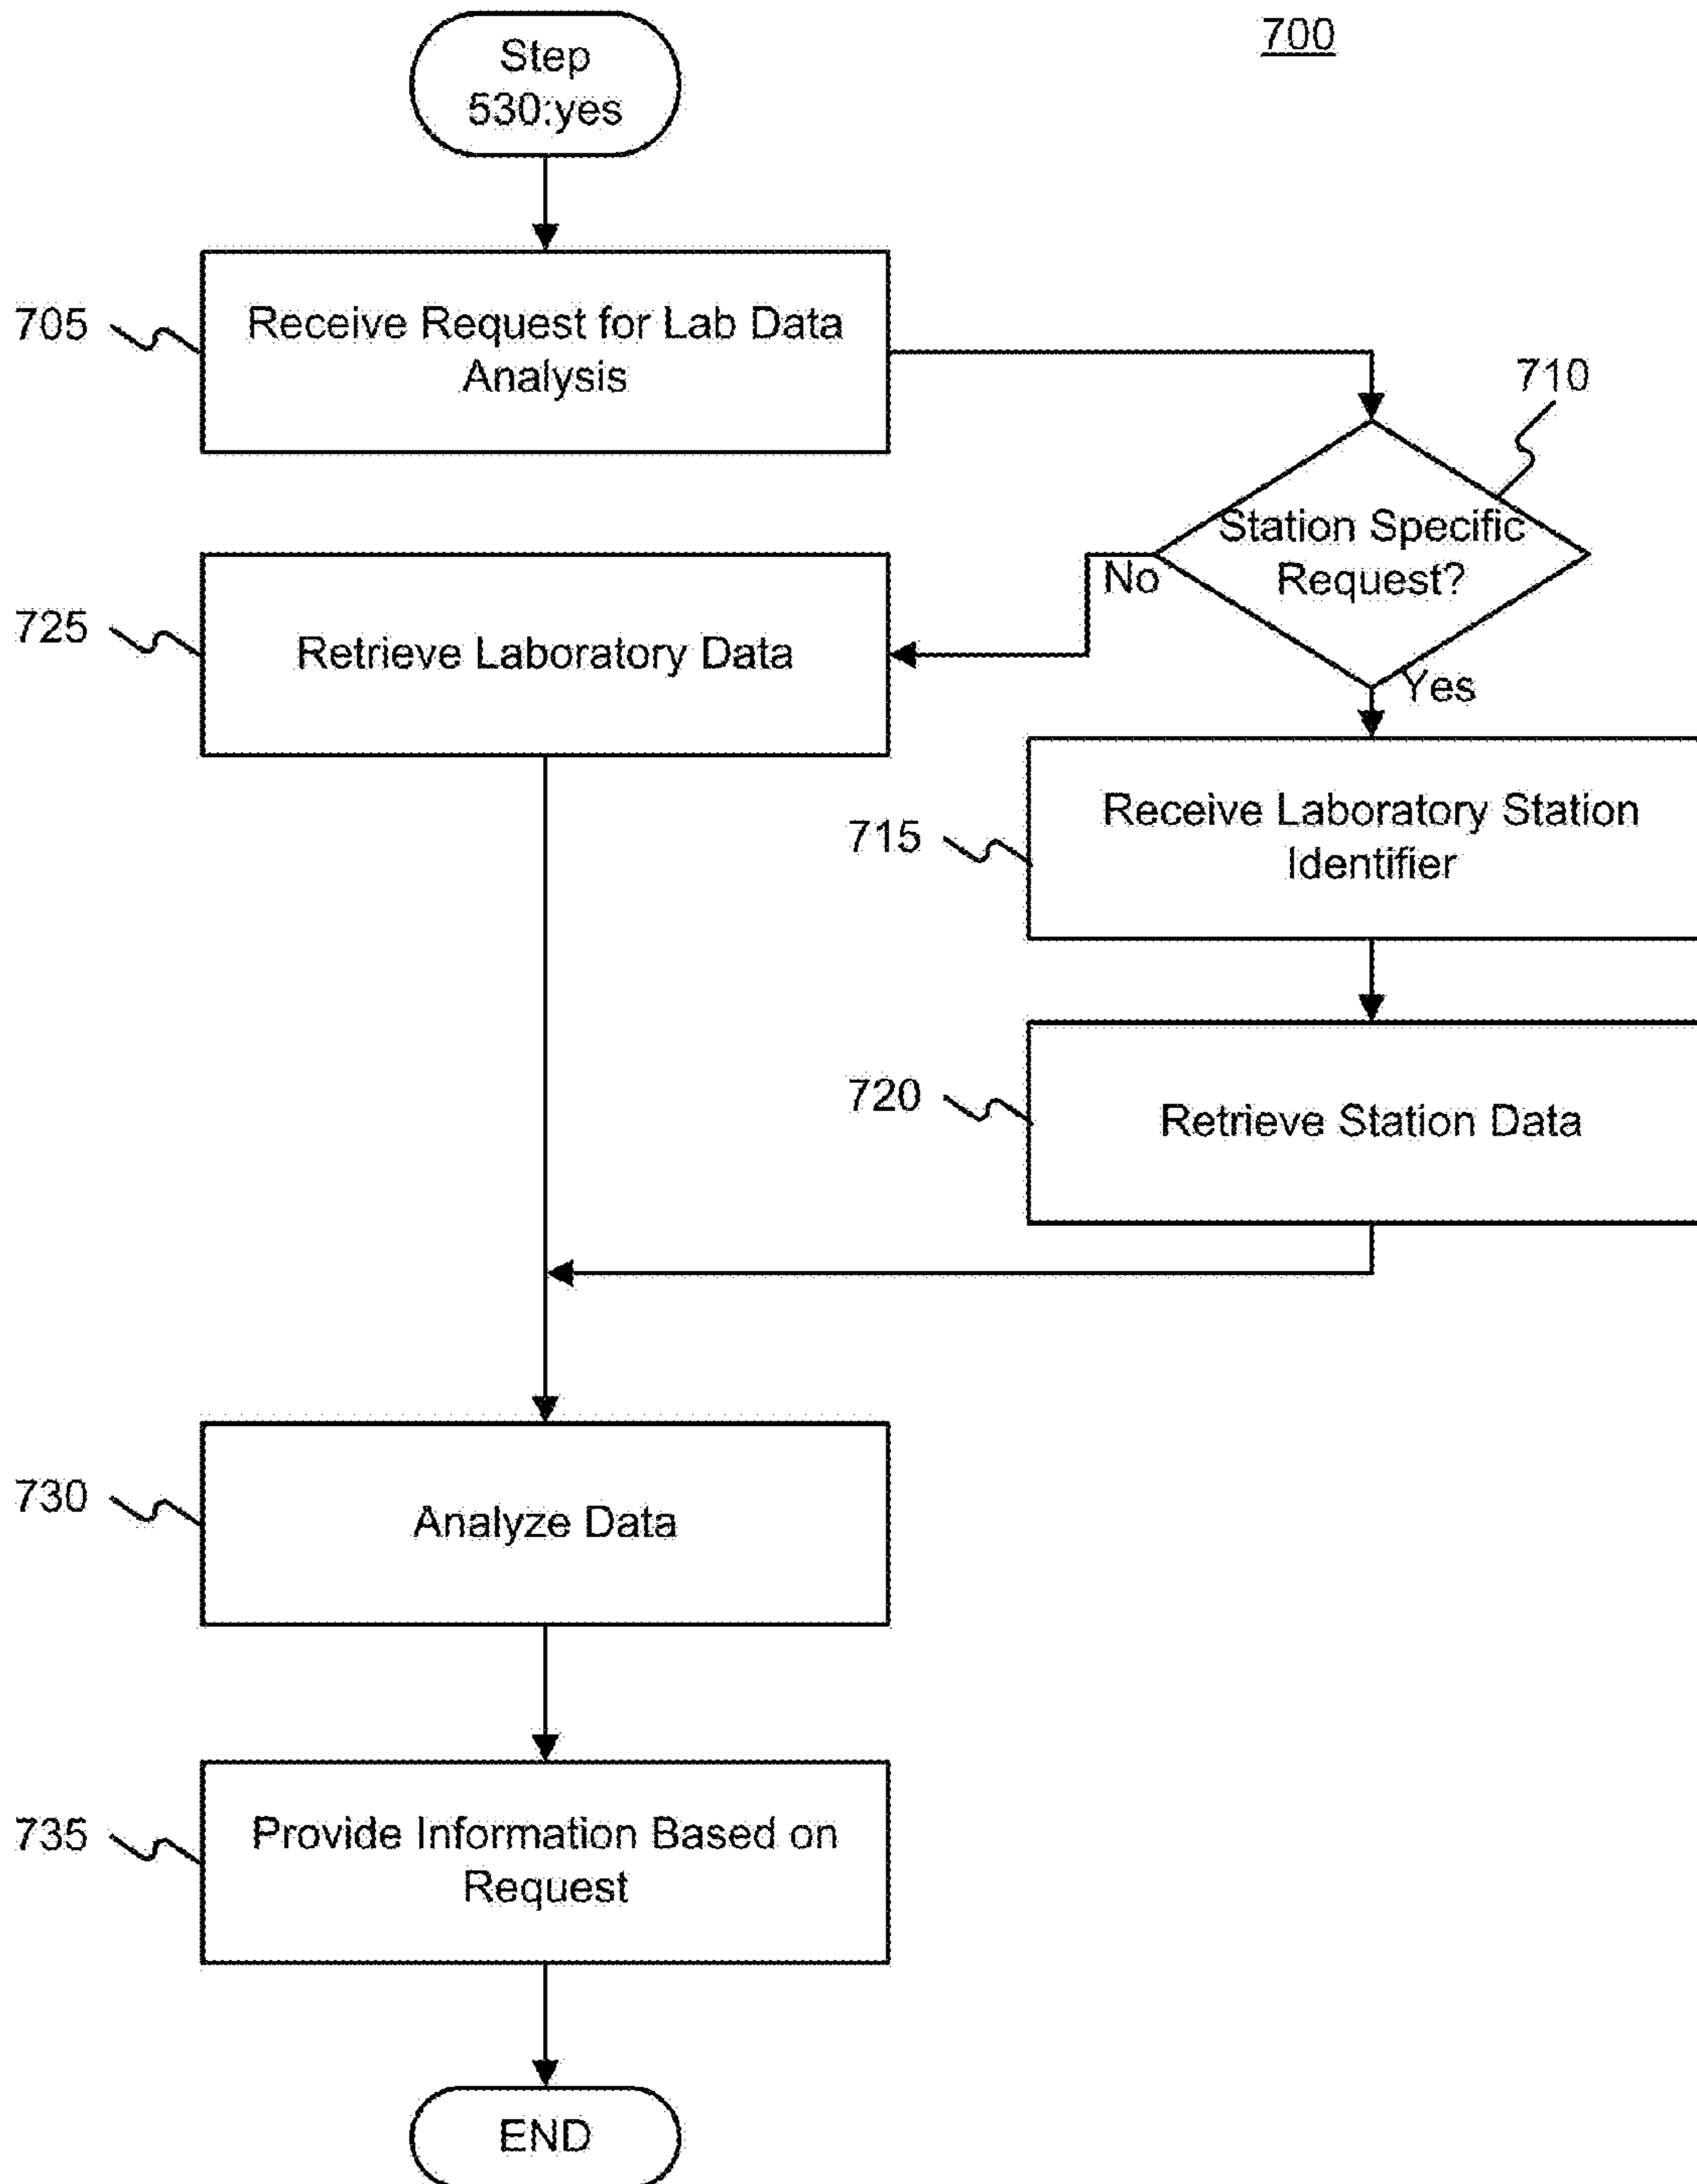 700
Step
530:yes
705
Receive Request for Lab Data
Analysis
710
Station Specific
Request?
No
Yes
725
Retrieve Laboratory Data
715
Receive Laboratory Station
Identifier
720
Retrieve Station Data
730
Analyze Data
735
Provide Information Based on
Request
END